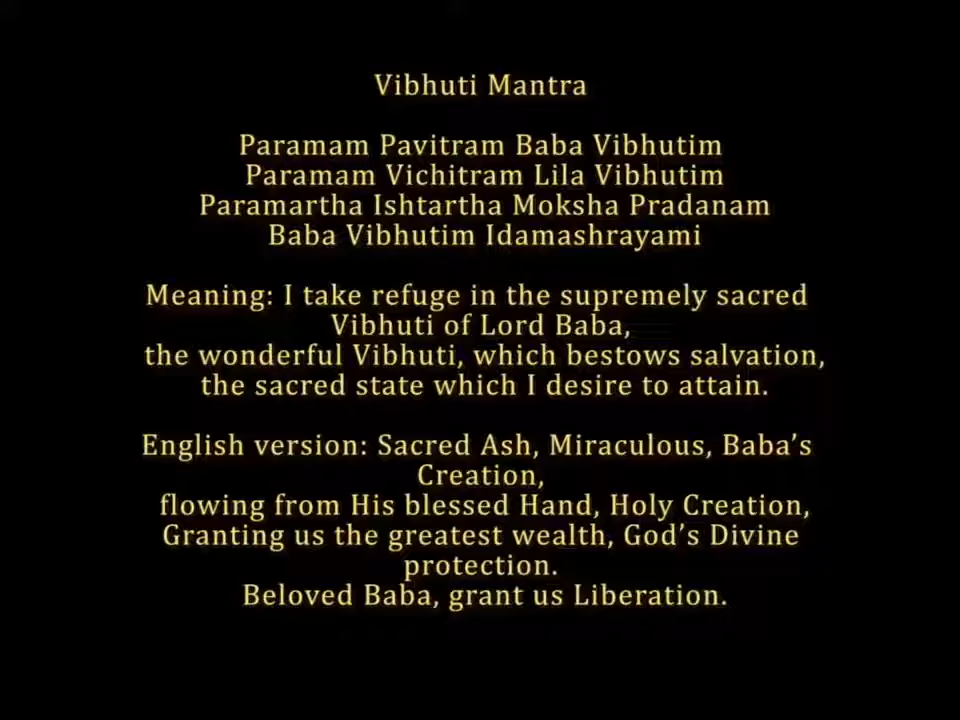 Vibhuti Mantra
Paramam Pavitram Baba Vibhutim
Paramam Vichitram Lila Vibhutim
Paramartha Ishtartha Moksha Pradanam
Baba Vibhutim Idamashrayami
Meaning: I take refuge in the supremely sacred
Vibhuti of Lord Baba,
the wonderful Vibhuti, which bestows salvation,
the sacred state which I desire to attain.
English version: Sacred Ash, Miraculous, Baba’s
Creation,
flowing from His blessed Hand, Holy Creation,
Granting us the greatest wealth, God’s Divine
protection.
Beloved Baba, grant us Liberation.